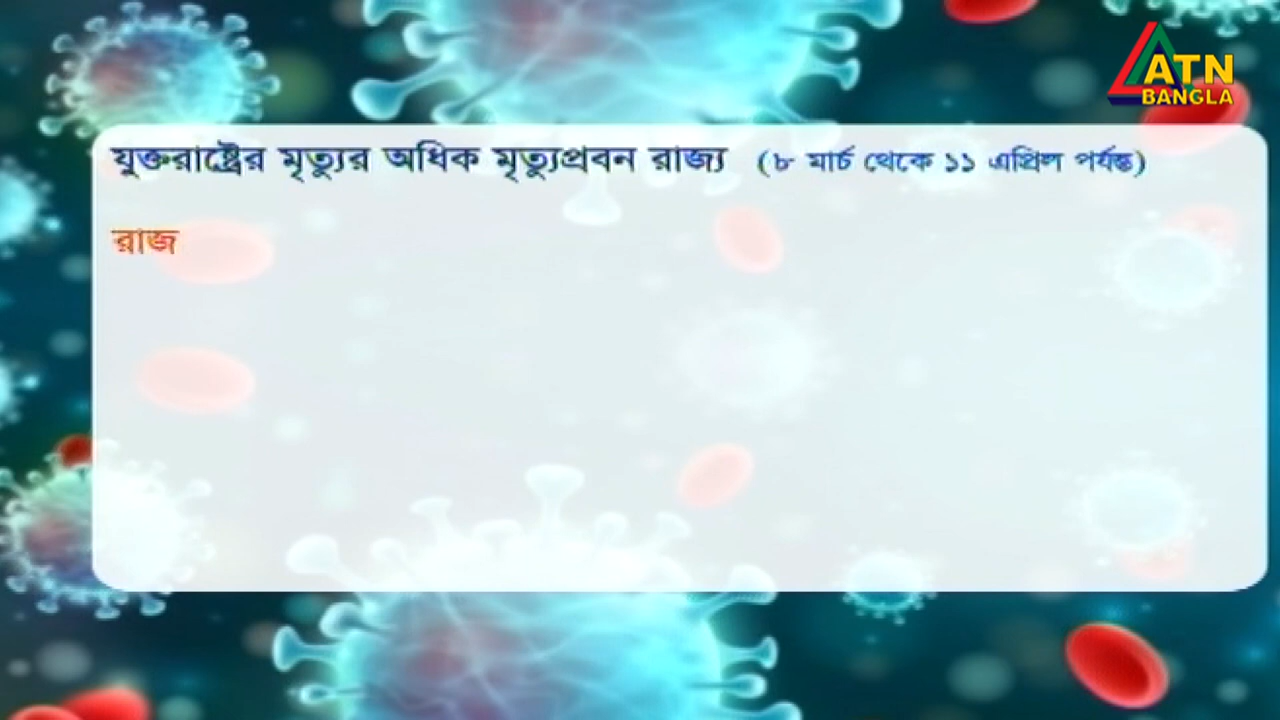 ATN
BANGLA
যুক্তরাষ্ট্রের মৃত্যুর অধিক মৃত্যুপ্রবন রাজ্য (৮ মার্চ থেকে ১১ এপ্রিল পর্যন্ত)
রাজ